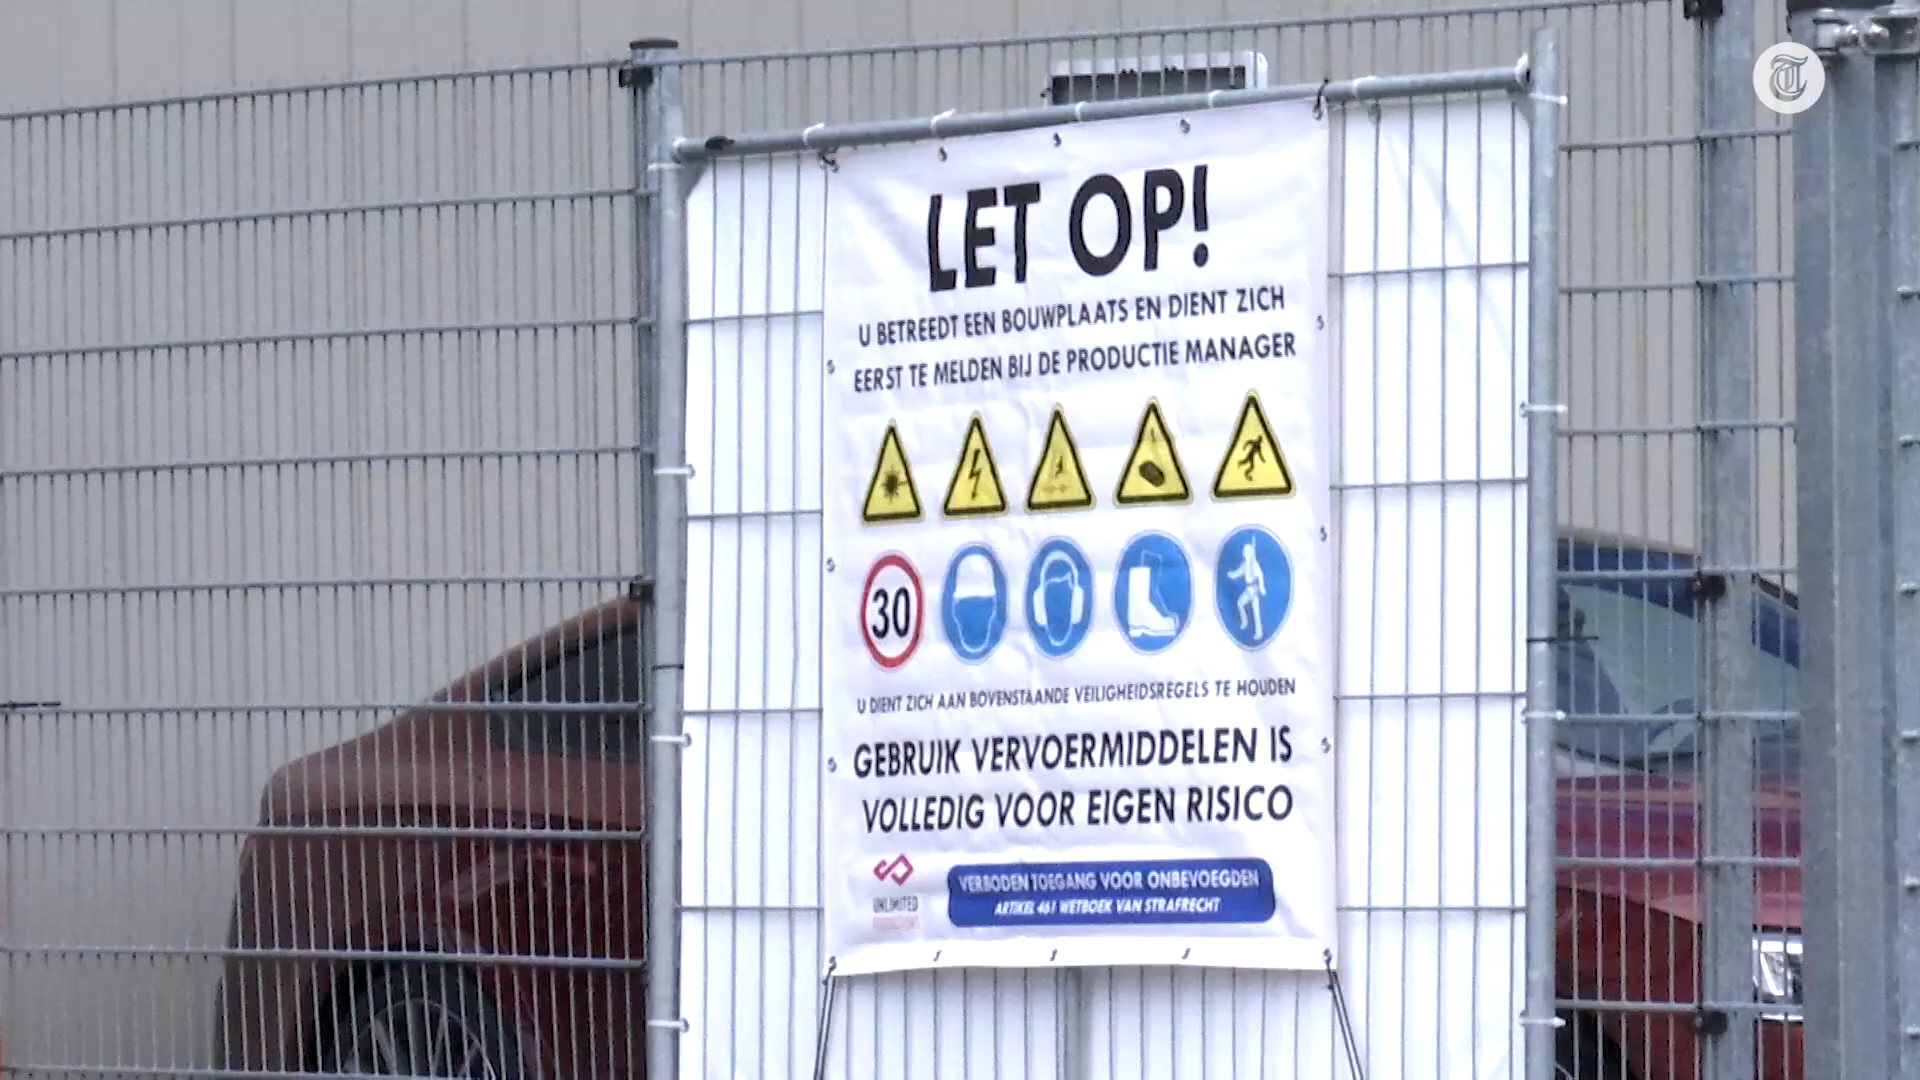 LET OP!
U BETREEDT EEN BOUWPLAATS EN DIENT ZICH
EERST TE MELDEN BIJ DE PRODUCTIE MANAGER
30
U DIENT ZICH AAN BOVENSTAANDE VEILIGHEIDSREGELS TE HOUDEN
GEBRUIK VERVOERMIDDELEN IS
VOLLEDIG VOOR EIGEN RISICO
UNLIMITED
VERBODEN TOEGANG VOOR ONBEVOEGDEN
ARTIKEL 461 WETBOEK VAN STRAFRECHT
T